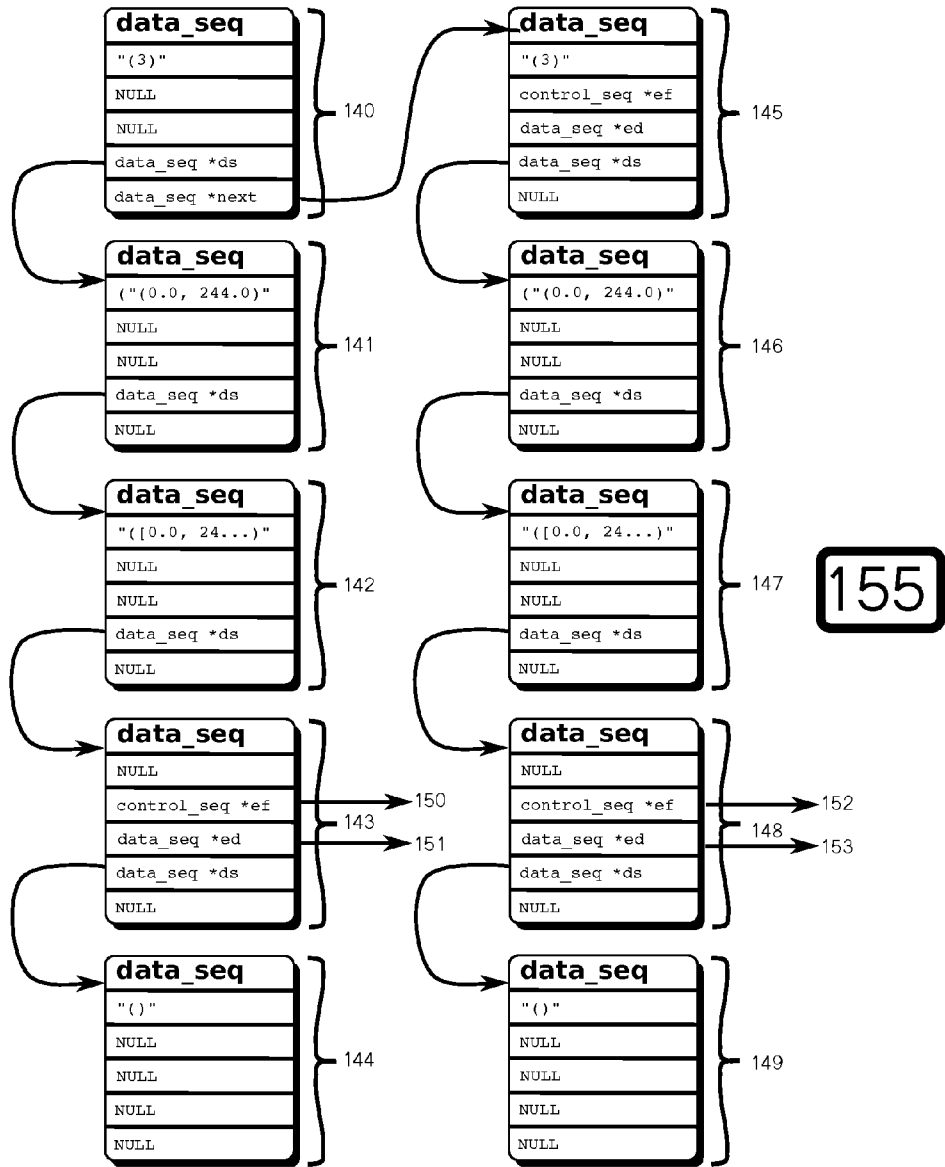 data_seq
"(3)"
NULL
NULL
data_seq *ds
data_seq *next
140
data_seq
"(3)"
control_seq *ef
data_seq *ed
data_seq *ds
NULL
145
data_seq
("(0.0, 244.0)"
NULL
NULL
data_seq *ds
NULL
141
data_seq
("(0.0, 244.0)"
NULL
NULL
data_seq *ds
NULL
146
data_seq
"([0.0, 24...)"
NULL
NULL
data_seq *ds
NULL
142
data_seq
"([0.0, 24...)"
NULL
NULL
data_seq *ds
NULL
147
155
data_seq
NULL
control_seq *ef
data_seq *ed
data_seq *ds
NULL
143
150
151
data_seq
NULL
control_seq *ef
data_seq *ed
data_seq *ds
NULL
148
152
153
data_seq
"()"
NULL
NULL
NULL
NULL
144
data_seq
"()"
NULL
NULL
NULL
NULL
149